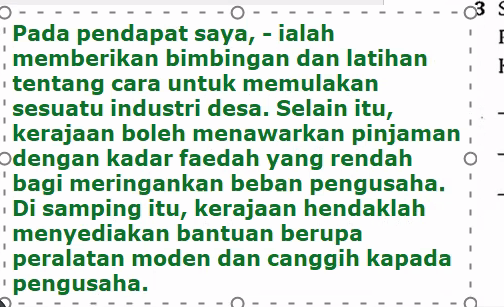 Pada pendapat saya, - ialah
memberikan bimbingan dan latihan
tentang cara untuk memulakan
sesuatu industri desa. Selain itu,
kerajaan boleh menawarkan pinjaman
dengan kadar faedah yang rendah
bagi meringankan beban pengusaha.
Di samping itu, kerajaan hendaklah
menyediakan bantuan berupa
peralatan moden dan canggih kapada
pengusaha.
3